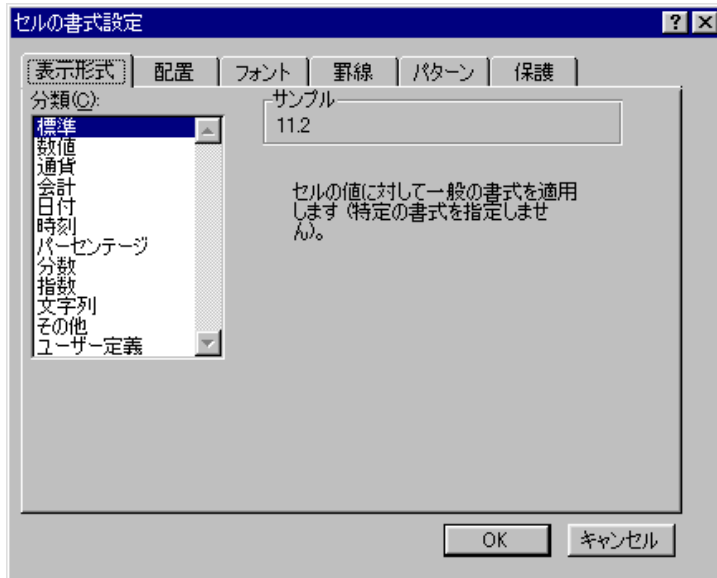 セルの書式設定
表示形式 配置 フォント 罫線 パターン 保護
分類(C):
標準
数値
通貨
会計
日付
時刻
パーセンテージ
分数
指数
文字列
その他
ユーザー定義
サンプル
11.2
セルの値に対して一般の書式を適用
します (特定の書式を指定しませ
ん)。
OK キャンセル